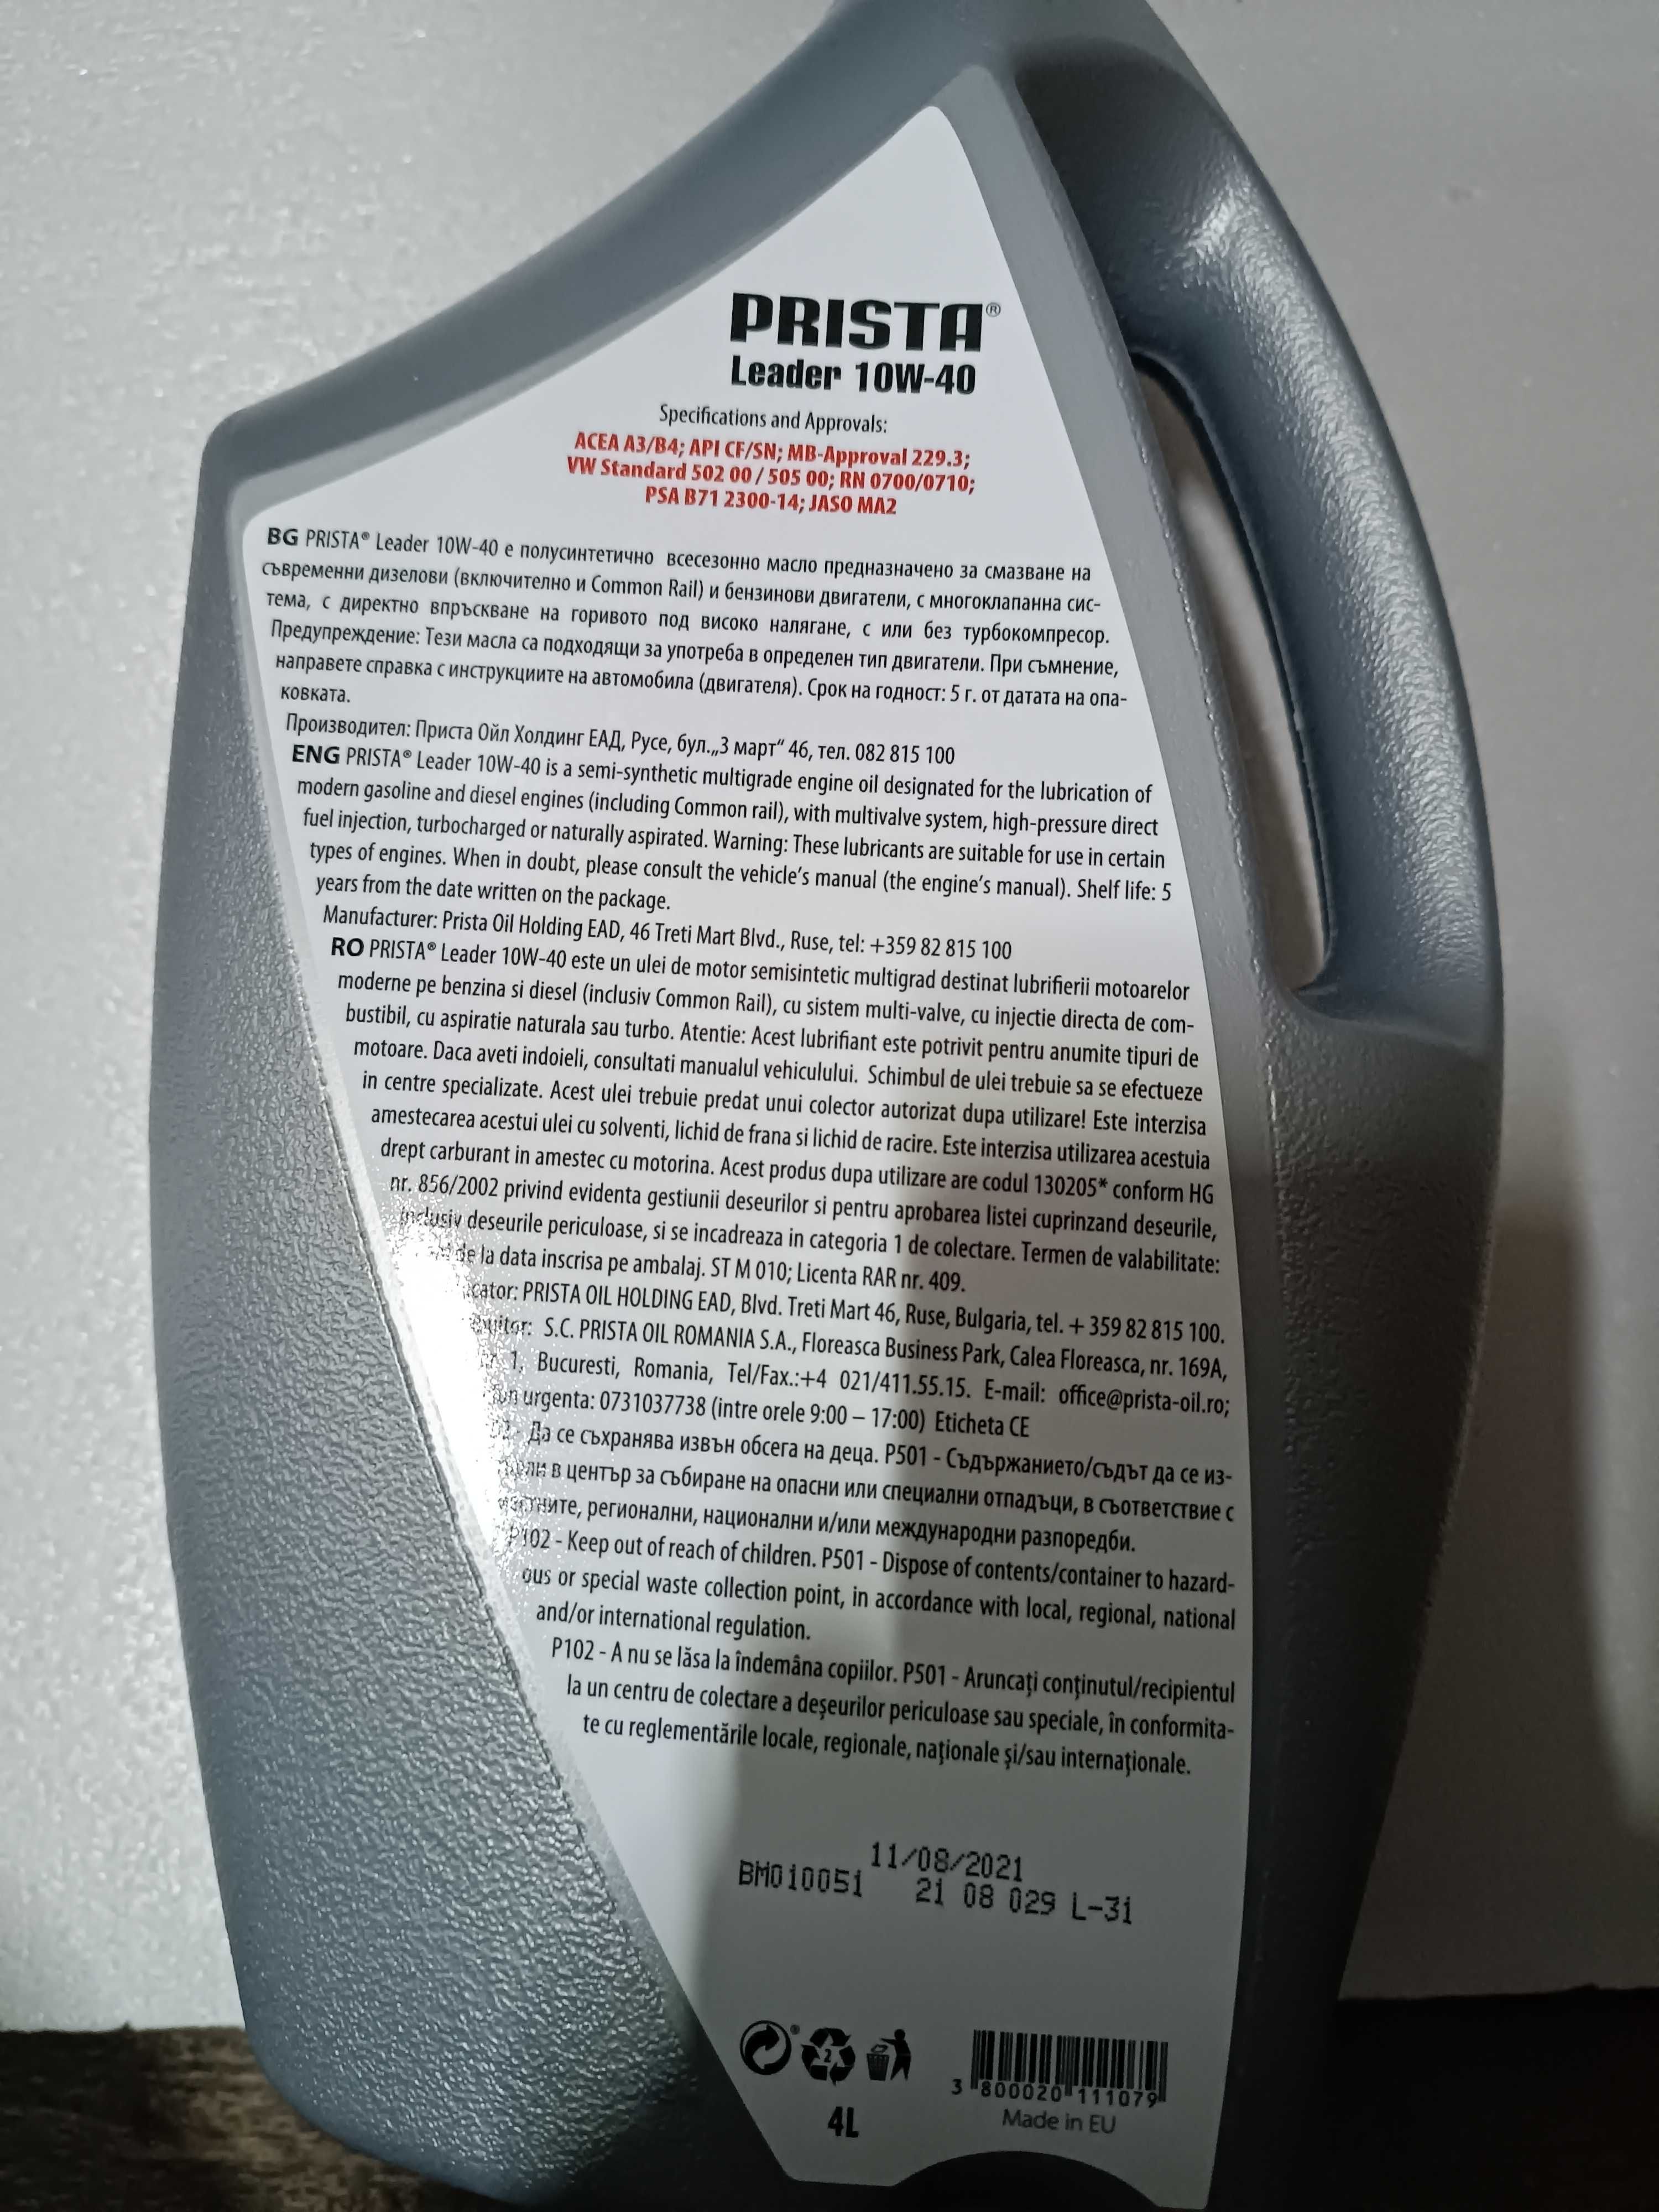 PRISTA®
Leader 10W-40
Specifications and Approvals:
ACEA A3/B4; API CF/SN; MB-Approval 229.3;
VW Standard 502 00 / 505 00; RN 0700/0710;
PSA B71 2300-14; JASO MA2
BG PRISTA® Leader 10W-40 е полусинтетично всесезонно масло предназначено за смазване на
съвременни дизелови (включително и Common Rail) и бензинови двигатели, с многоклапанна сис-
тема, с директно впръскване на горивото под високо налягане, с или без турбокомпресор.
Предупреждение: Тези масла са подходящи за употреба в определен тип двигатели. При съмнение,
направете справка с инструкциите на автомобила (двигателя). Срок на годност: 5 г. от датата на опа-
ковката.
Производител: Приста Ойл Холдинг ЕАД, Русе, бул.„3 март“ 46, тел. 082 815 100
ENG PRISTA® Leader 10W-40 is a semi-synthetic multigrade engine oil designated for the lubrication of
modern gasoline and diesel engines (including Common rail), with multivalve system, high-pressure direct
fuel injection, turbocharged or naturally aspirated. Warning: These lubricants are suitable for use in certain
types of engines. When in doubt, please consult the vehicle's manual (the engine's manual). Shelf life: 5
years from the date written on the package.
Manufacturer: Prista Oil Holding EAD, 46 Treti Mart Blvd., Ruse, tel: +359 82 815 100
RO PRISTA® Leader 10W-40 este un ulei de motor semisintetic multigrad destinat lubrifierii motoarelor
moderne pe benzina si diesel (inclusiv Common Rail), cu sistem multi-valve, cu injectie directa de com-
bustibil, cu aspiratie naturala sau turbo. Atentie: Acest lubrifiant este potrivit pentru anumite tipuri de
motoare. Daca aveti indoieli, consultati manualul vehiculului. Schimbul de ulei trebuie sa se efectueze
in centre specializate. Acest ulei trebuie predat unui colector autorizat dupa utilizare! Este interzisa
amestecarea acestui ulei cu solventi, lichid de frana si lichid de racire. Este interzisa utilizarea acestuia
drept carburant in amestec cu motorina. Acest produs dupa utilizare are codul 130205* conform HG
nr. 856/2002 privind evidenta gestiunii deseurilor si pentru aprobarea listei cuprinzand deseurile,
inclusiv deseurile periculoase, si se incadreaza in categoria 1 de colectare. Termen de valabilitate:
de la data inscrisa pe ambalaj. ST M 010; Licenta RAR nr. 409.
PRISTA OIL HOLDING EAD, Blvd. Treti Mart 46, Ruse, Bulgaria, tel. + 359 82 815 100.
S.C. PRISTA OIL ROMANIA S.A., Floreasca Business Park, Calea Floreasca, nr. 169A,
1, Bucuresti, Romania, Tel/Fax.:+4 021/411.55.15. E-mail: office@prista-oil.ro;
urgenta: 0731037738 (intre orele 9:00 – 17:00) Eticheta CE
- Да се съхранява извън обсега на деца. P501 - Съдържанието/съдът да се из-
в център за събиране на опасни или специални отпадъци, в съответствие с
местните, регионални, национални и/или международни разпоредби.
P102 - Keep out of reach of children. P501 - Dispose of contents/container to hazard-
ous or special waste collection point, in accordance with local, regional, national
and/or international regulation.
P102 - A nu se lăsa la îndemâna copiilor. P501 - Aruncați conținutul/recipientul
la un centru de colectare a deșeurilor periculoase sau speciale, în conformita-
te cu reglementările locale, regionale, naționale și/sau internaționale.
11/08/2021
BM010051 21 08 029 L-31
2
4L
3 800020 111079
Made in EU